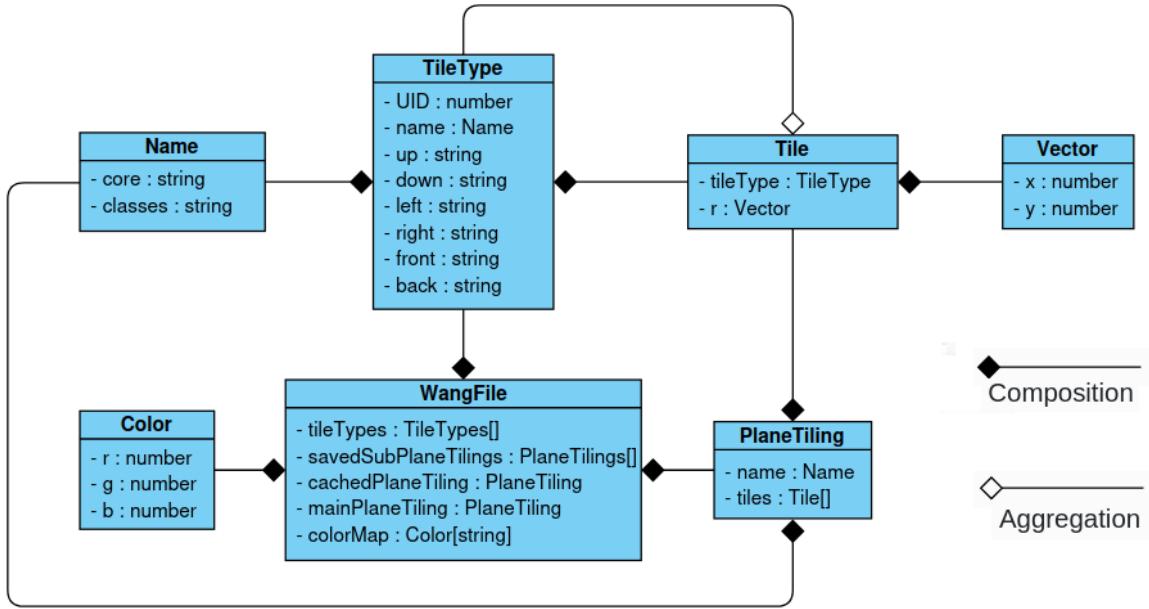 TileType
- UID : number
- name : Name
- up : string
- down : string
- left : string
- right : string
- front : string
- back : string
Name
- core : string
- classes : string
Tile
- tileType : TileType
- r : Vector
Vector
- x : number
- y : number
Color
- r : number
- g : number
- b : number
WangFile
- tileTypes : TileTypes[]
- savedSubPlaneTilings : PlaneTilings[]
- cachedPlaneTiling : PlaneTiling
- mainPlaneTiling : PlaneTiling
- colorMap : Color[string]
PlaneTiling
- name : Name
- tiles : Tile[]
Composition
Aggregation